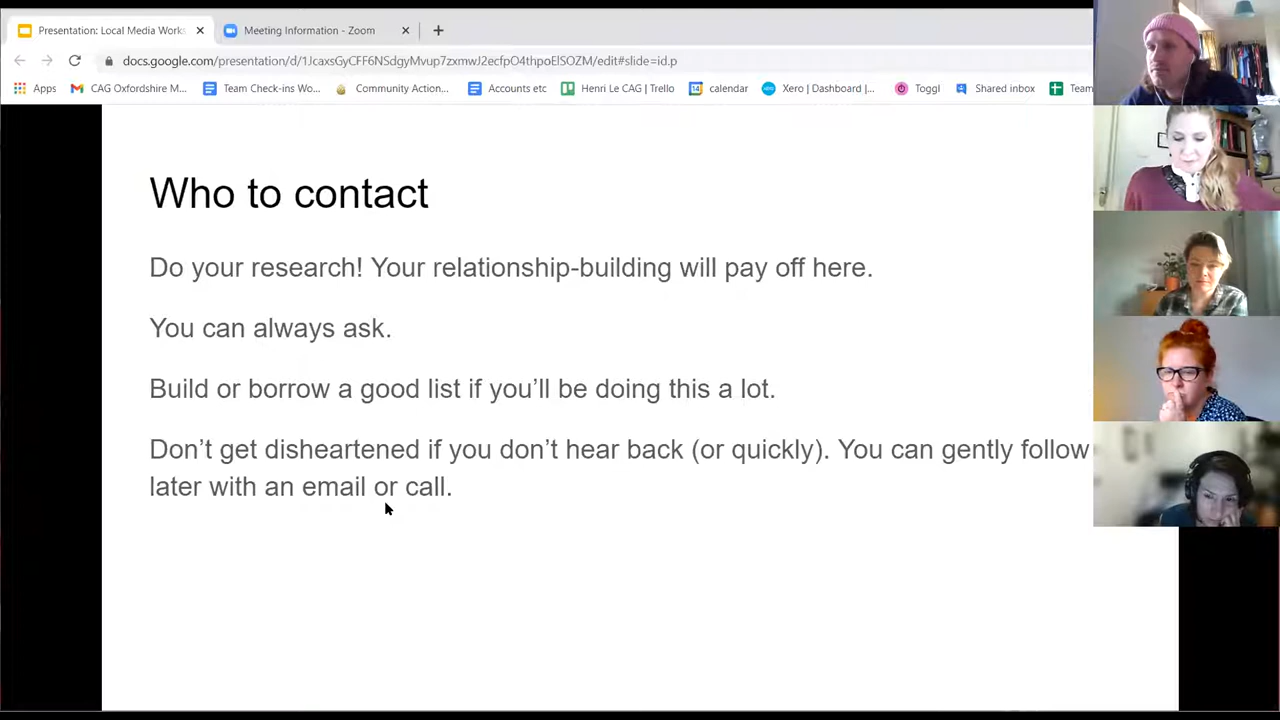 Presentation: Local Media Works
Meeting Information - Zoom
docs.google.com/presentation/d/1JcaxsGyCFF6NSdgyMvup7zxmwJ2ecfpO4thpoElSOZM/edit#slide=id.p
Apps CAG Oxfordshire M... Team Check-ins Wo... Community Action... Accounts etc Henri Le CAG | Trello calendar Xero | Dashboard |... Toggl Shared inbox Team
Who to contact
Do your research! Your relationship-building will pay off here.
You can always ask.
Build or borrow a good list if you’ll be doing this a lot.
Don’t get disheartened if you don’t hear back (or quickly). You can gently follow
later with an email or call.